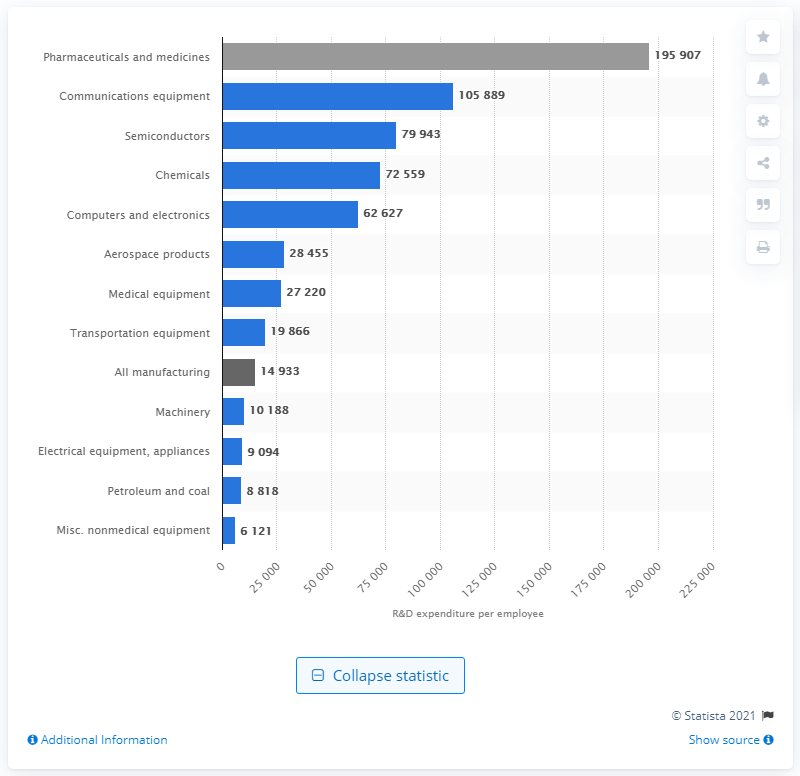 Pharmaceuticals and medicines 195 907
Communications equipment 105 889
Semiconductors 79 943
Chemicals 72 559
Computers and electronics 62 627
Aerospace products 28 455
Medical equipment 27 220
Transportation equipment 19 866
All manufacturing 14 933
Machinery 10 188
Electrical equipment, appliances 9 094
Petroleum and coal 8 818
Misc. nonmedical equipment 6 121
0 25 000 50 000 75 000 100 000 125 000 150 000 175 000 200 000 225 000
R&D expenditure per employee
Collapse statistic
© Statista 2021
Additional Information Show source